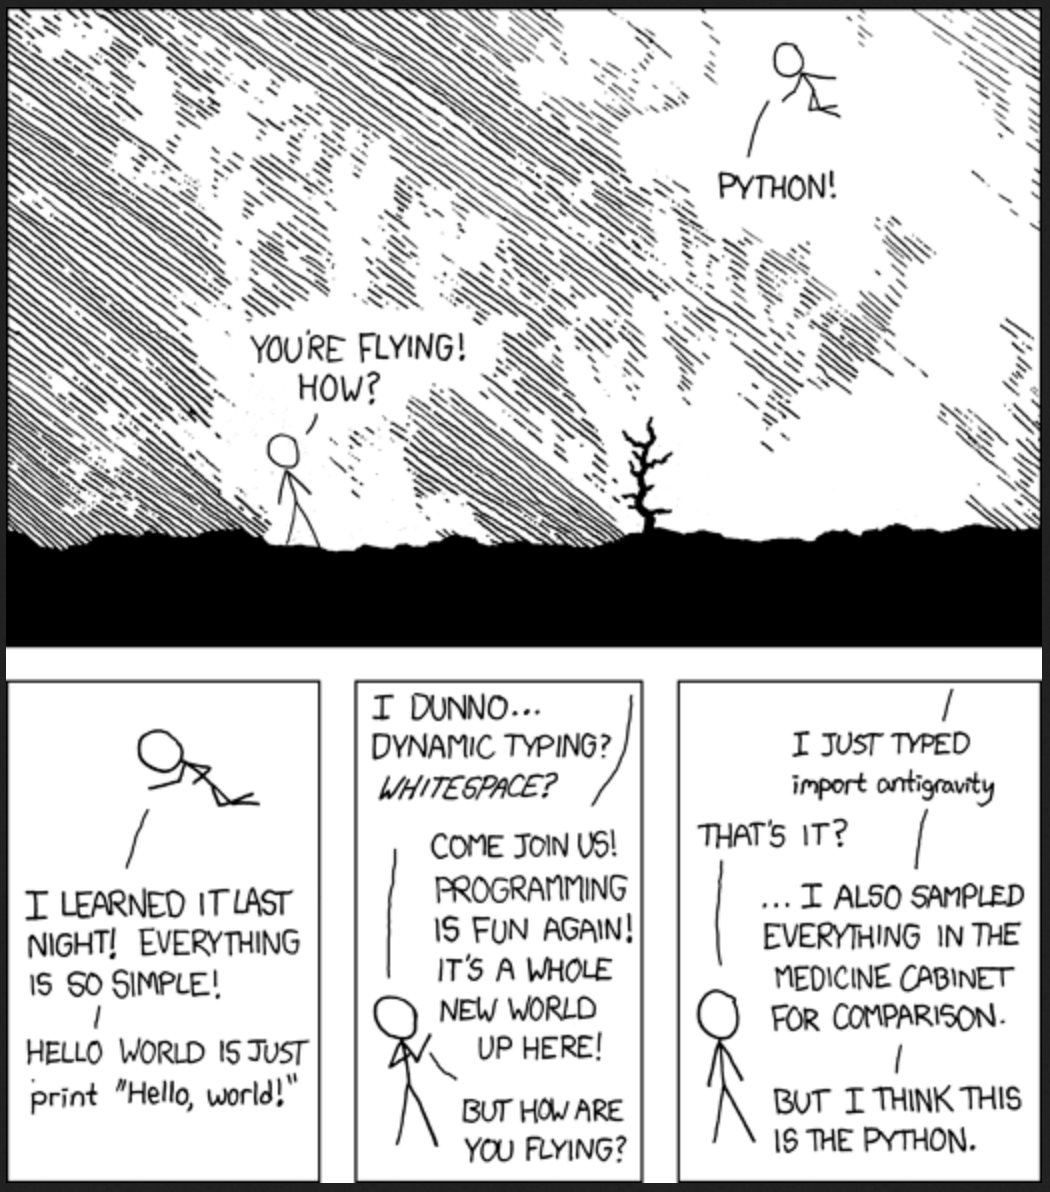 PYTHON!
YOU'RE FLYING!
HOW?
I LEARNED IT LAST
NIGHT! EVERYTHING
IS SO SIMPLE!
HELLO WORLD IS JUST
print "Hello, world!"
I DUNNO...
DYNAMIC TYPING?
WHITESPACE?
COME JOIN US!
PROGRAMMING
IS FUN AGAIN!
IT'S A WHOLE
NEW WORLD
UP HERE!
BUT HOW ARE
YOU FLYING?
I JUST TYPED
import antigravity
THAT'S IT?
...I ALSO SAMPLED
EVERYTHING IN THE
MEDICINE CABINET
FOR COMPARISON.
BUT I THINK THIS
IS THE PYTHON.